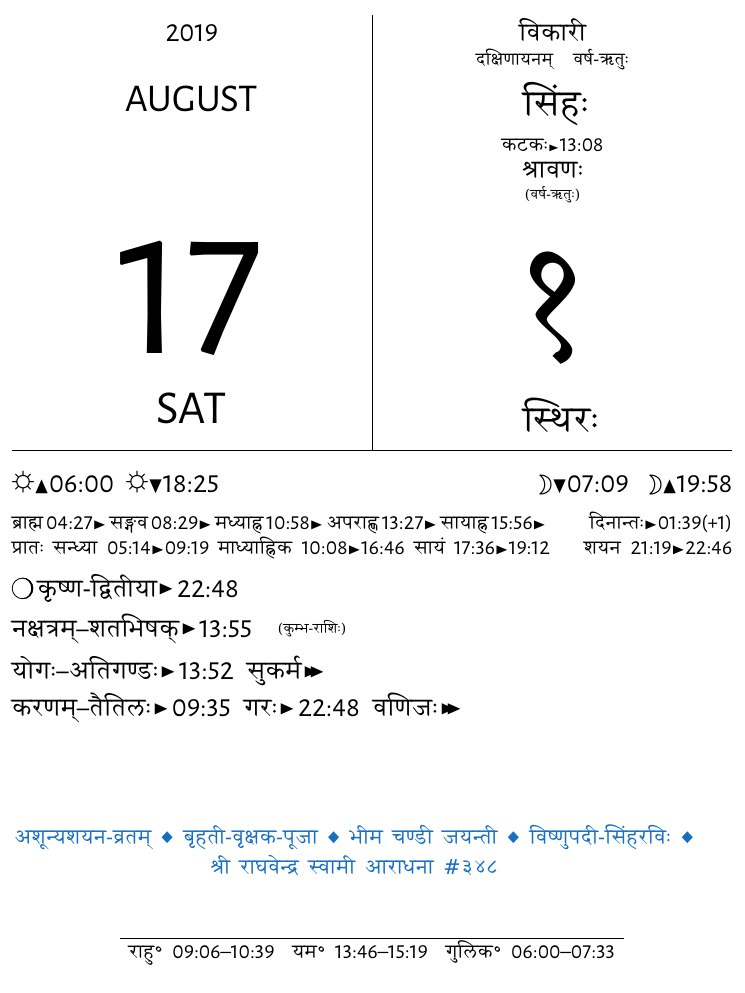 2019
AUGUST
17
SAT
विकारी
दक्षिणायनम् वर्ष-ऋतुः
सिंहः
कटकः►13:08
श्रावणः
(वर्ष-ऋतुः)
१
स्थिरः
☼▲06:00 ☼▼18:25 ☽▼07:09 ☽▲19:58
ब्राह्म 04:27► सङ्गव 08:29► मध्याह्न 10:58► अपराह्ण 13:27► सायाह्न 15:56► दिनान्तः►01:39(+1)
प्रातः सन्ध्या 05:14►09:19 माध्याह्निक 10:08►16:46 सायं 17:36►19:12 शयन 21:19►22:46
❍कृष्ण-द्वितीया►22:48
नक्षत्रम्–शतभिषक्►13:55 (कुम्भ-राशिः)
योगः–अतिगण्डः►13:52 सुकर्म►►
करणम्–तैतिलः►09:35 गरः►22:48 वणिजः►►
अशून्यशयन-व्रतम् ◆ बृहती-वृक्षक-पूजा ◆ भीम चण्डी जयन्ती ◆ विष्णुपदी-सिंहरविः ◆
श्री राघवेन्द्र स्वामी आराधना #३४८
राहु° 09:06–10:39 यम° 13:46–15:19 गुलिक° 06:00–07:33